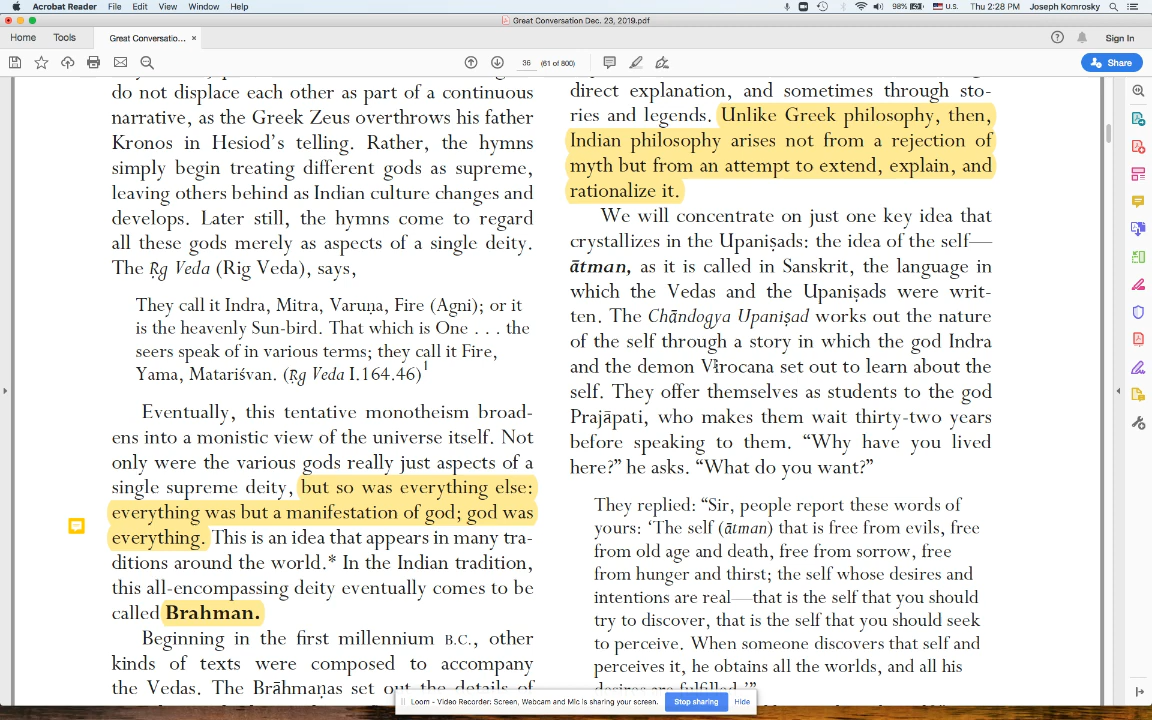 Acrobat Reader File Edit View Window Help 98% U.S. Thu 2:28 PM Joseph Komrosky
Great Conversation Dec. 23, 2019.pdf
Home Tools Great Conversatio... × Sign In
36 (61 of 800) Share
do not displace each other as part of a continuous
narrative, as the Greek Zeus overthrows his father
Kronos in Hesiod's telling. Rather, the hymns
simply begin treating different gods as supreme,
leaving others behind as Indian culture changes and
develops. Later still, the hymns come to regard
all these gods merely as aspects of a single deity.
The Ṛg Veda (Rig Veda), says,
They call it Indra, Mitra, Varuṇa, Fire (Agni); or it
is the heavenly Sun-bird. That which is One . . . the
seers speak of in various terms; they call it Fire,
Yama, Matariśvan. (Ṛg Veda I.164.46)1
Eventually, this tentative monotheism broad-
ens into a monistic view of the universe itself. Not
only were the various gods really just aspects of a
single supreme deity, but so was everything else:
everything was but a manifestation of god; god was
everything. This is an idea that appears in many tra-
ditions around the world.* In the Indian tradition,
this all-encompassing deity eventually comes to be
called Brahman.
Beginning in the first millennium B.C., other
kinds of texts were composed to accompany
the Vedas. The Brāhmaṇas set out the details of
direct explanation, and sometimes through sto-
ries and legends. Unlike Greek philosophy, then,
Indian philosophy arises not from a rejection of
myth but from an attempt to extend, explain, and
rationalize it.
We will concentrate on just one key idea that
crystallizes in the Upaniṣads: the idea of the self—
ātman, as it is called in Sanskrit, the language in
which the Vedas and the Upaniṣads were writ-
ten. The Chāndogya Upaniṣad works out the nature
of the self through a story in which the god Indra
and the demon Virocana set out to learn about the
self. They offer themselves as students to the god
Prajāpati, who makes them wait thirty-two years
before speaking to them. “Why have you lived
here?” he asks. “What do you want?”
They replied: “Sir, people report these words of
yours: ‘The self (ātman) that is free from evils, free
from old age and death, free from sorrow, free
from hunger and thirst; the self whose desires and
intentions are real—that is the self that you should
try to discover, that is the self that you should seek
to perceive. When someone discovers that self and
perceives it, he obtains all the worlds, and all his
desires are fulfilled.’”
Loom - Video Recorder: Screen, Webcam and Mic is sharing your screen. Stop sharing Hide